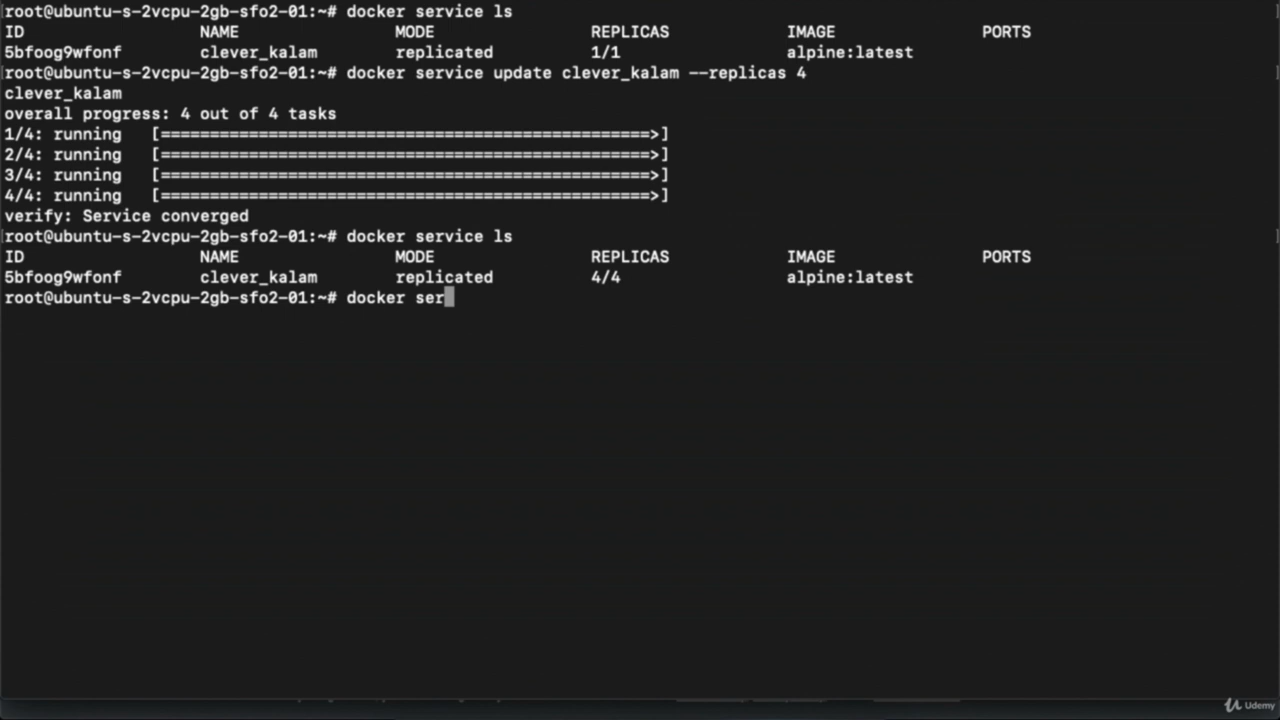 root@ubuntu-s-2vcpu-2gb-sfo2-01:~# docker service ls
ID NAME MODE REPLICAS IMAGE PORTS
5bfoog9wfonf clever_kalam replicated 1/1 alpine:latest
[root@ubuntu-s-2vcpu-2gb-sfo2-01:~# docker service update clever_kalam --replicas 4 ]
clever_kalam
overall progress: 4 out of 4 tasks
1/4: running [==================================================>]
2/4: running [==================================================>]
3/4: running [==================================================>]
4/4: running [==================================================>]
verify: Service converged
[root@ubuntu-s-2vcpu-2gb-sfo2-01:~# docker service ls ]
ID NAME MODE REPLICAS IMAGE PORTS
5bfoog9wfonf clever_kalam replicated 4/4 alpine:latest
root@ubuntu-s-2vcpu-2gb-sfo2-01:~# docker ser
Udemy